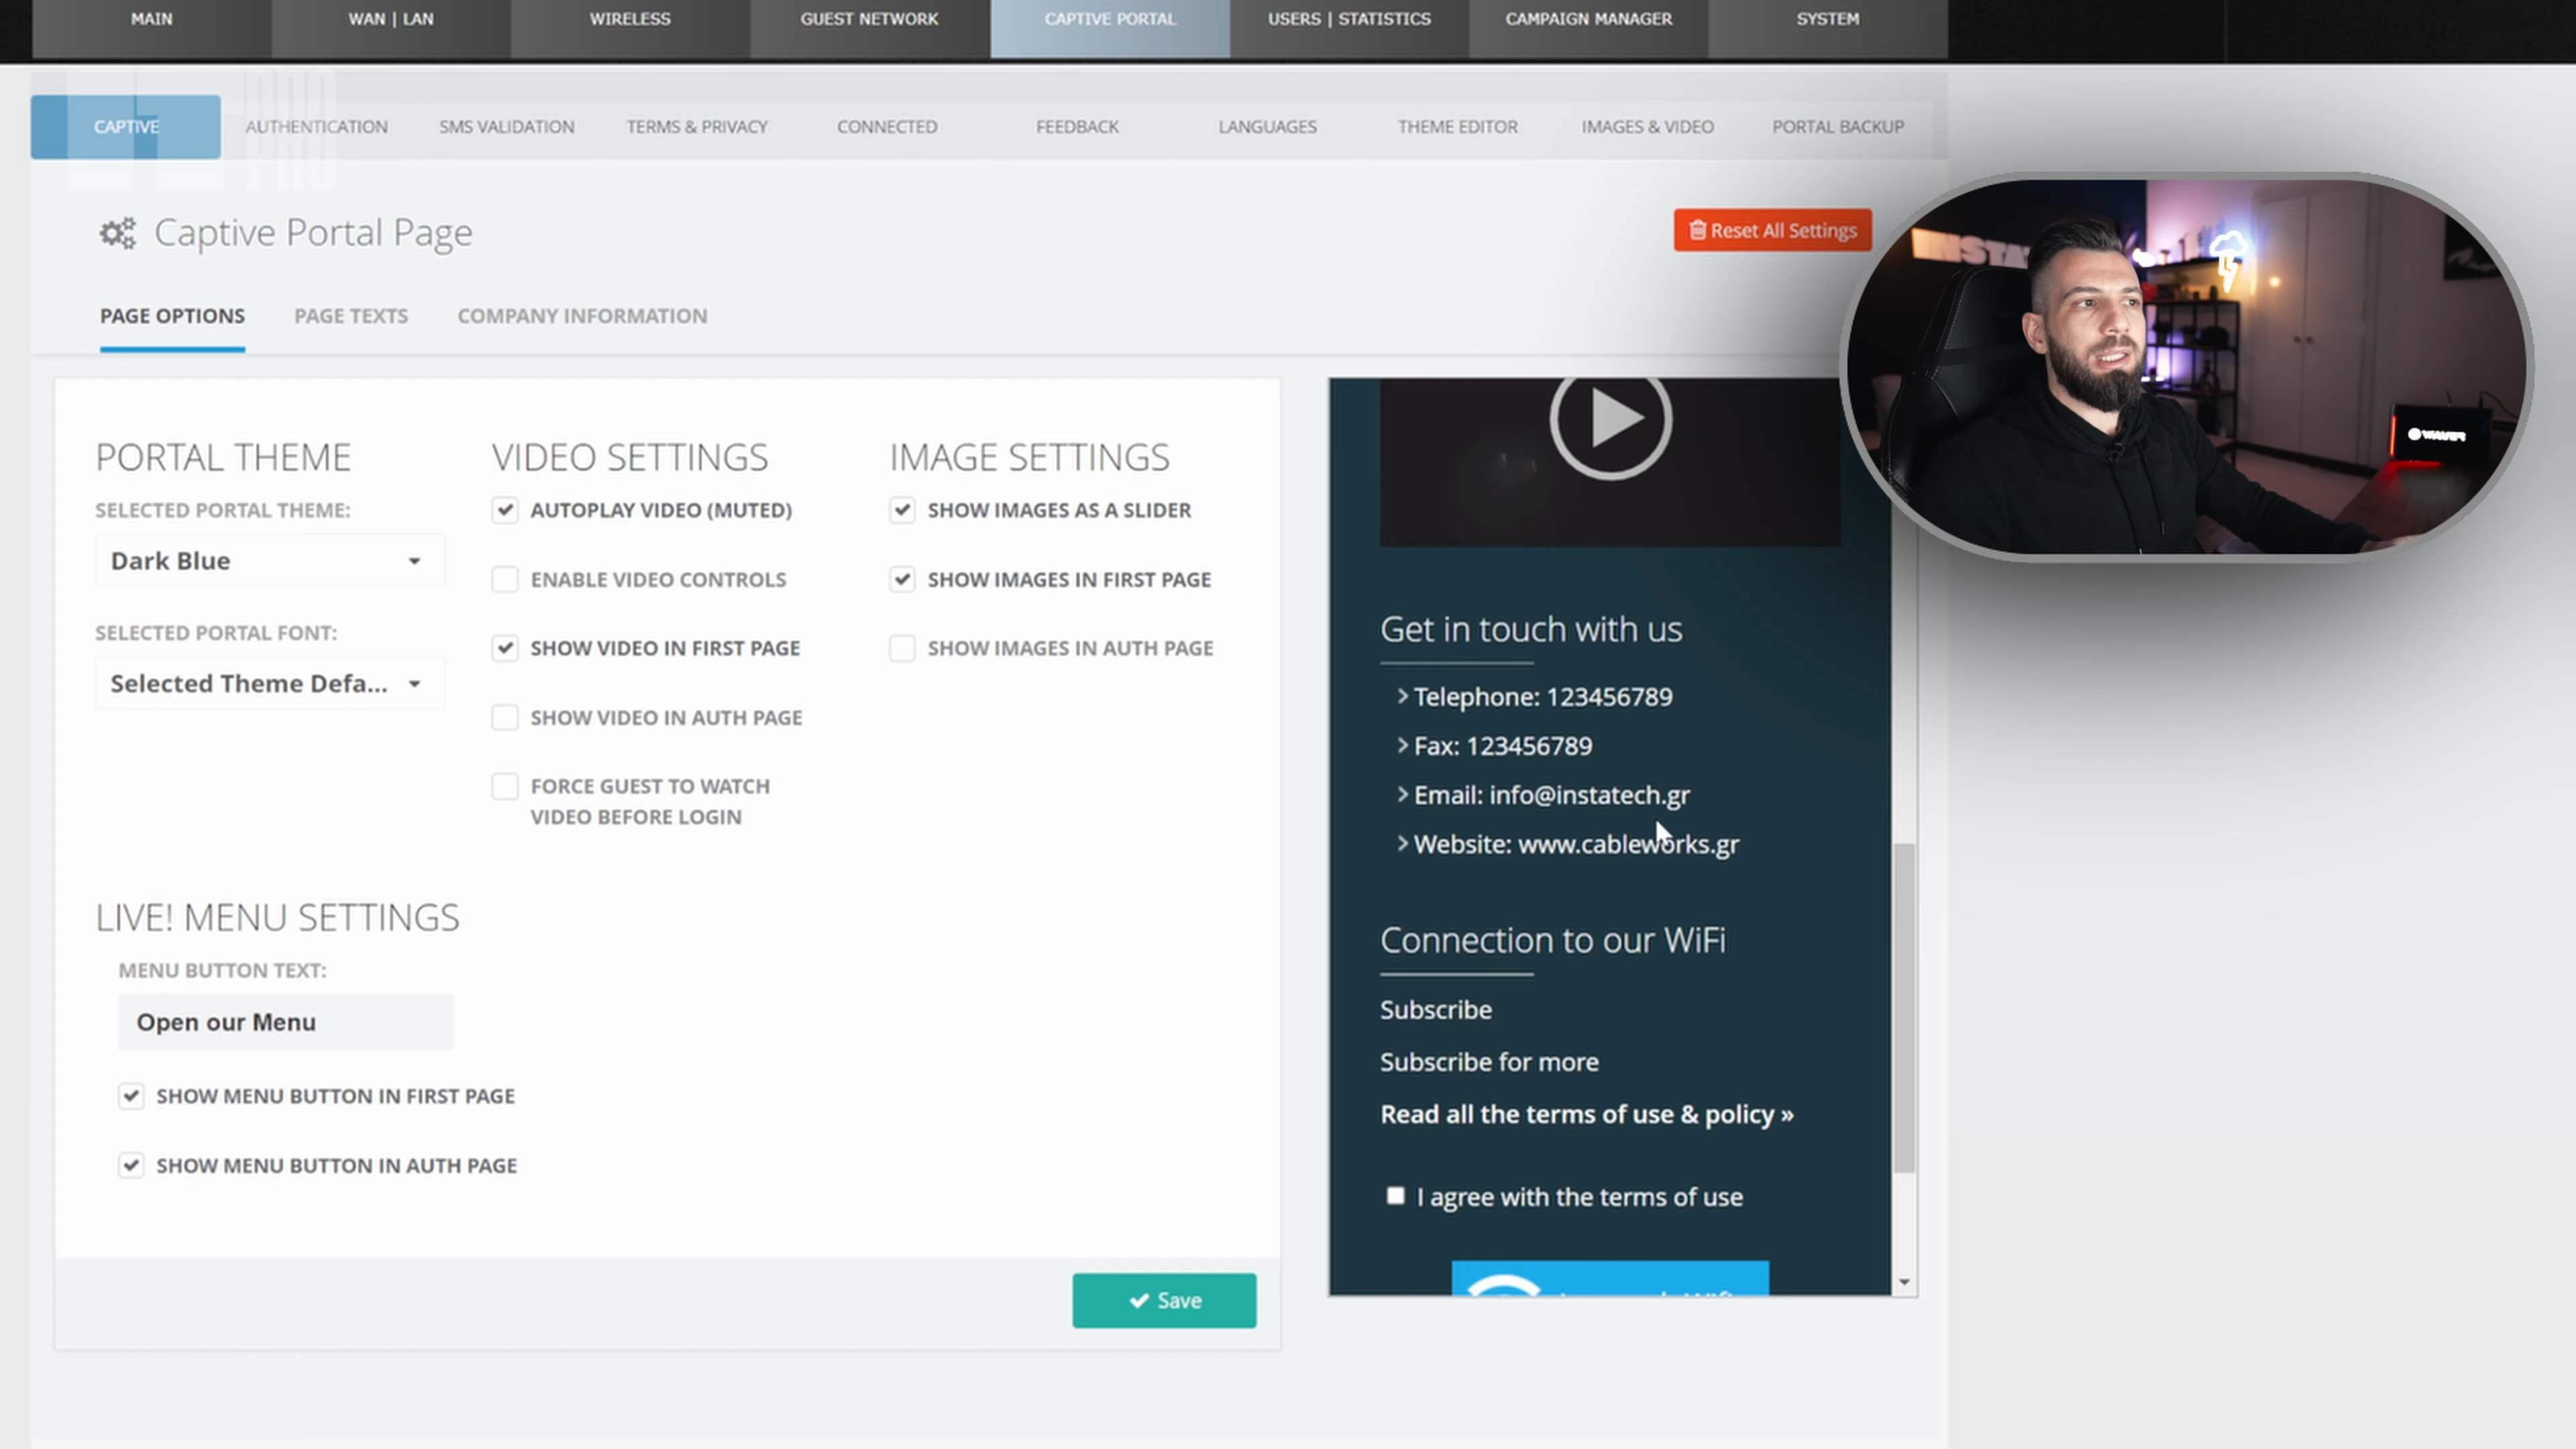 MAIN
WAN | LAN
WIRELESS
GUEST NETWORK
CAPTIVE PORTAL
USERS | STATISTICS
CAMPAIGN MANAGER
SYSTEM
CAPTIVE
AUTHENTICATION
SMS VALIDATION
TERMS & PRIVACY
CONNECTED
FEEDBACK
LANGUAGES
THEME EDITOR
IMAGES & VIDEO
PORTAL BACKUP
Captive Portal Page
Reset All Settings
PAGE OPTIONS
PAGE TEXTS
COMPANY INFORMATION
PORTAL THEME
SELECTED PORTAL THEME:
Dark Blue
SELECTED PORTAL FONT:
Selected Theme Defa...
VIDEO SETTINGS
AUTOPLAY VIDEO (MUTED)
ENABLE VIDEO CONTROLS
SHOW VIDEO IN FIRST PAGE
SHOW VIDEO IN AUTH PAGE
FORCE GUEST TO WATCH
VIDEO BEFORE LOGIN
IMAGE SETTINGS
SHOW IMAGES AS A SLIDER
SHOW IMAGES IN FIRST PAGE
SHOW IMAGES IN AUTH PAGE
LIVE! MENU SETTINGS
MENU BUTTON TEXT:
Open our Menu
SHOW MENU BUTTON IN FIRST PAGE
SHOW MENU BUTTON IN AUTH PAGE
Save
Get in touch with us
Telephone: 123456789
Fax: 123456789
Email: info@instatech.gr
Website: www.cableworks.gr
Connection to our WiFi
Subscribe
Subscribe for more
Read all the terms of use & policy »
I agree with the terms of use